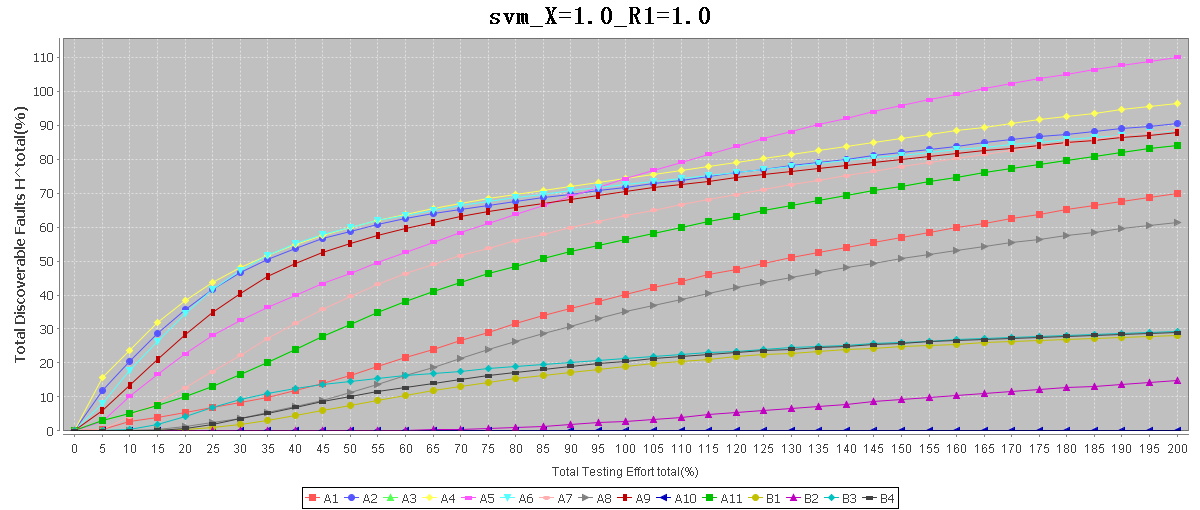 svm_X=1.0_R1=1.0
Total Discoverable Faults H^total(%)
110
100
90
80
70
60
50
40
30
20
10
0
0 5 10 15 20 25 30 35 40 45 50 55 60 65 70 75 80 85 90 95 100 105 110 115 120 125 130 135 140 145 150 155 160 165 170 175 180 185 190 195 200
Total Testing Effort total(%)
A1 A2 A3 A4 A5 A6 A7 A8 A9 A10 A11 B1 B2 B3 B4